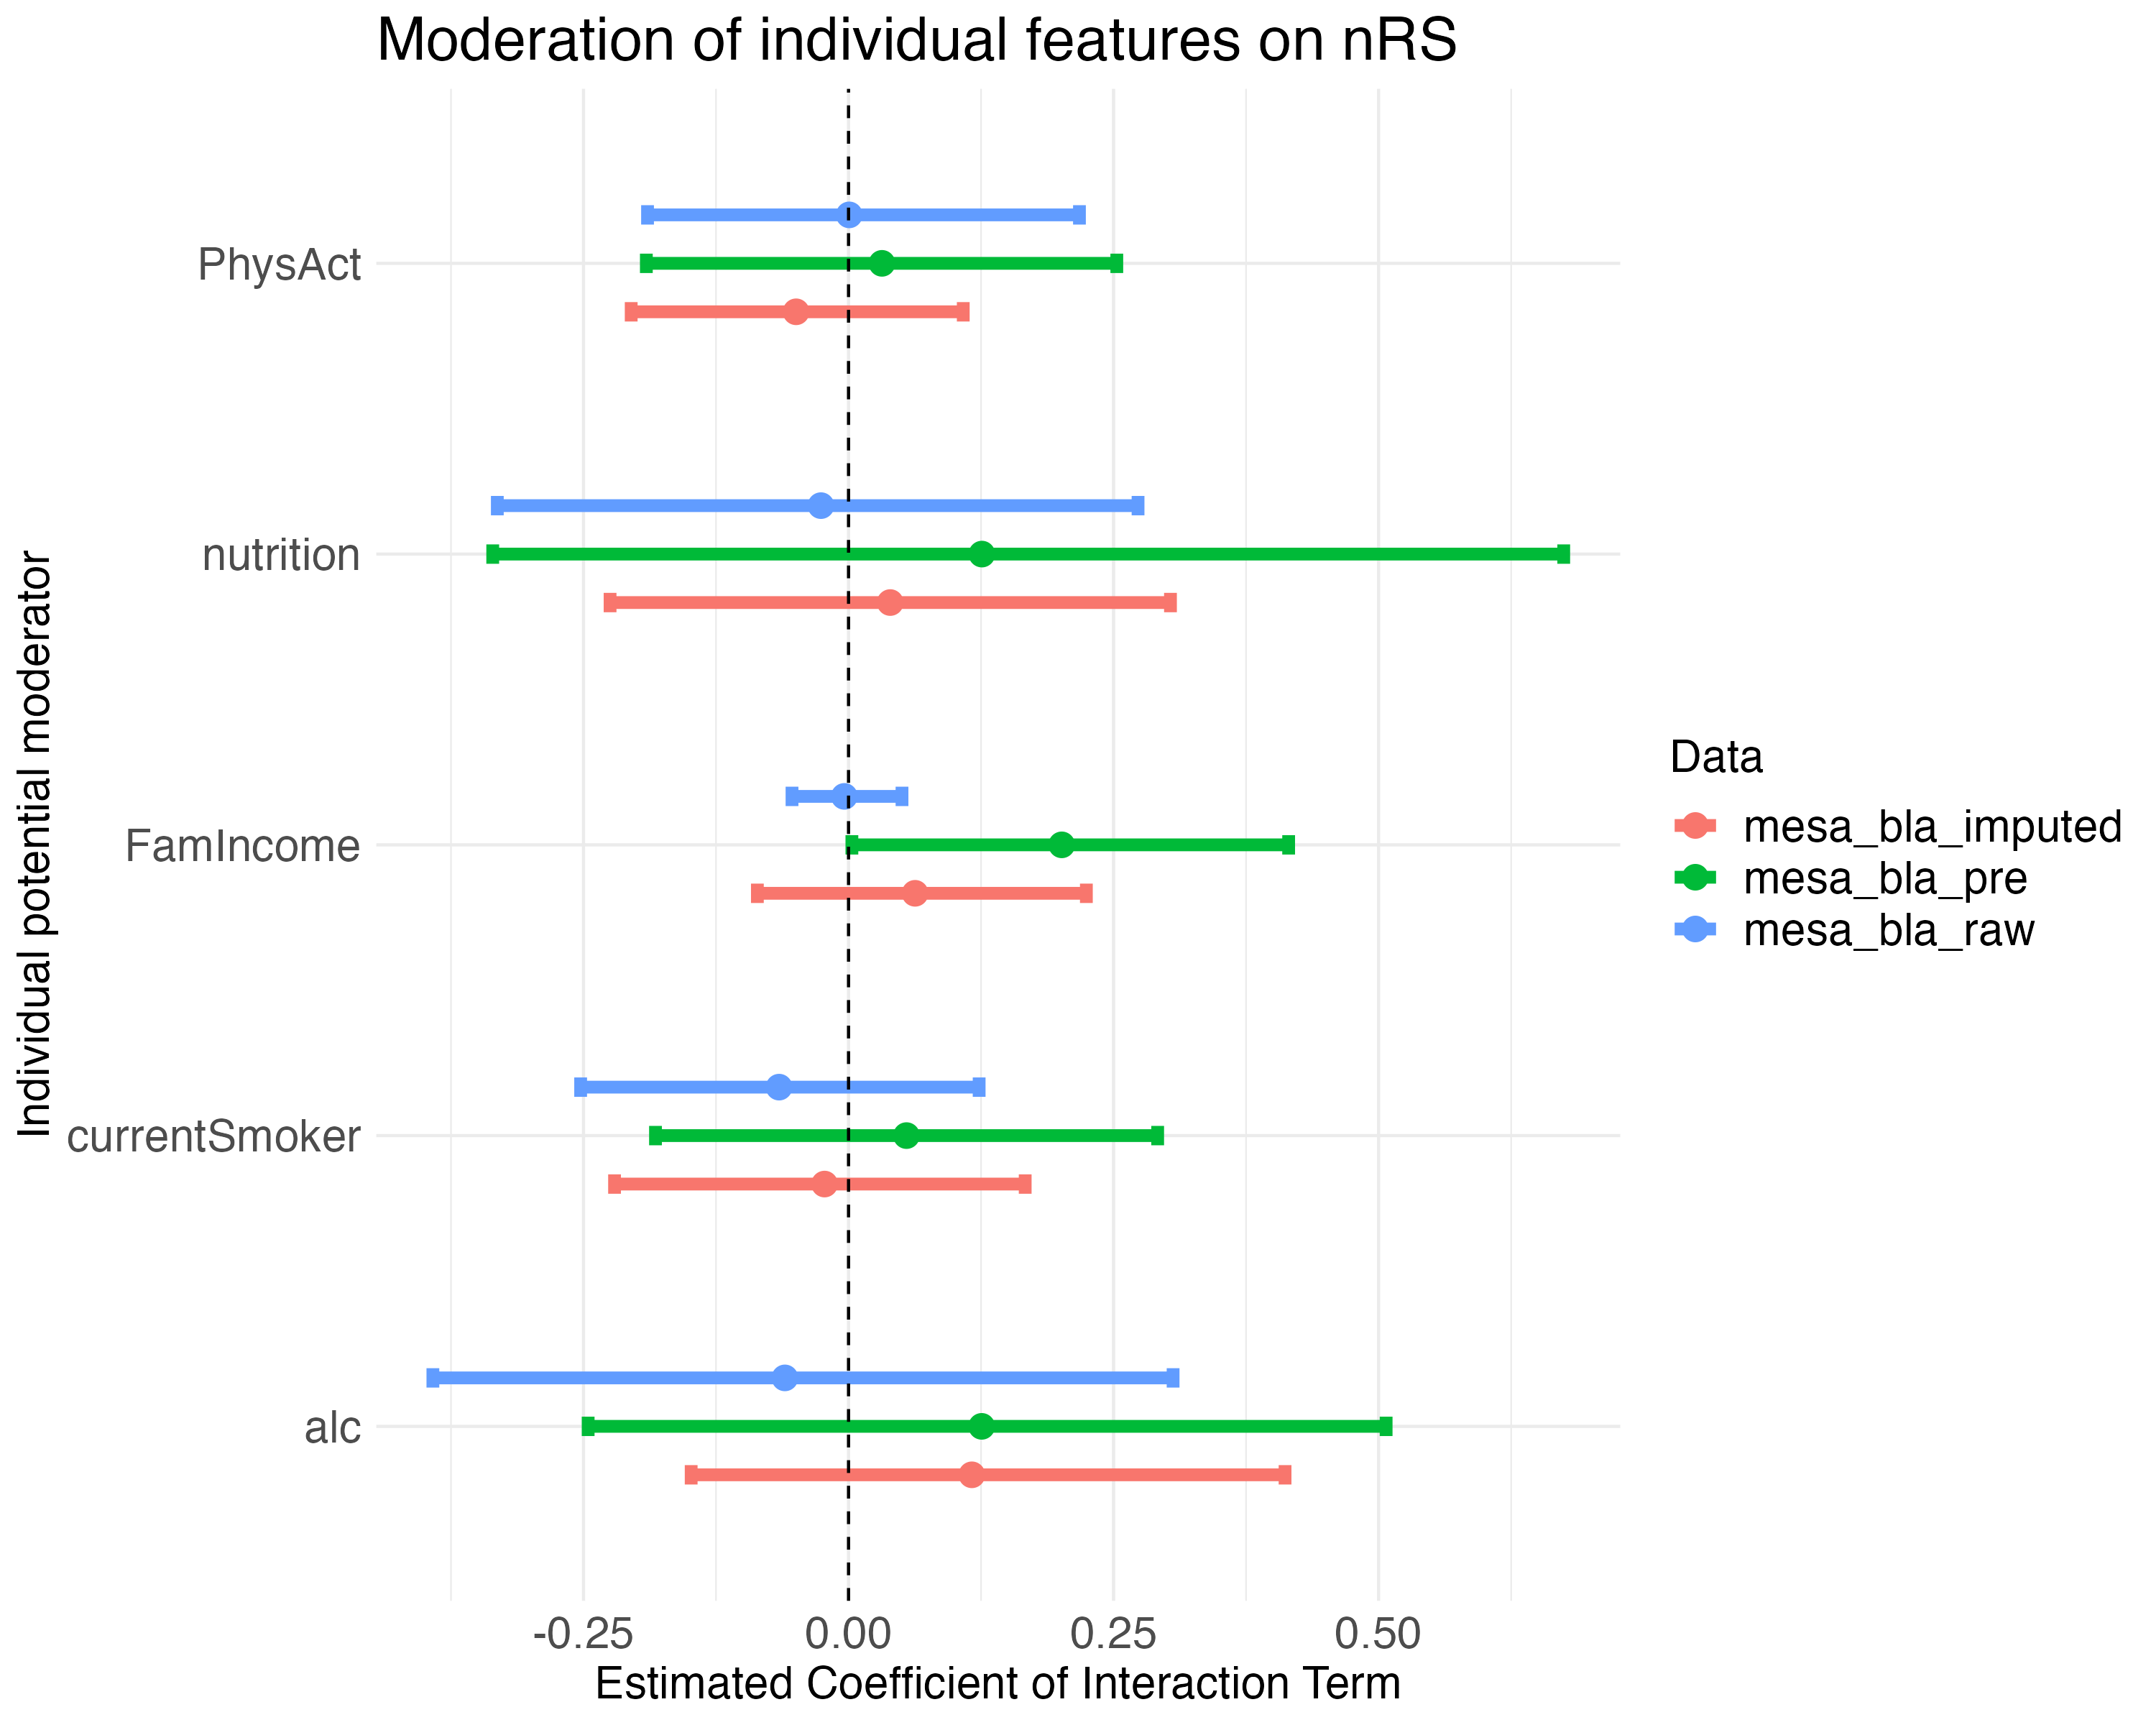 Moderation of individual features on nRS
Individual potential moderator
PhysAct
nutrition
FamIncome
currentSmoker
alc
-0.25
0.00
0.25
0.50
Estimated Coefficient of Interaction Term
Data
mesa_bla_imputed
mesa_bla_pre
mesa_bla_raw